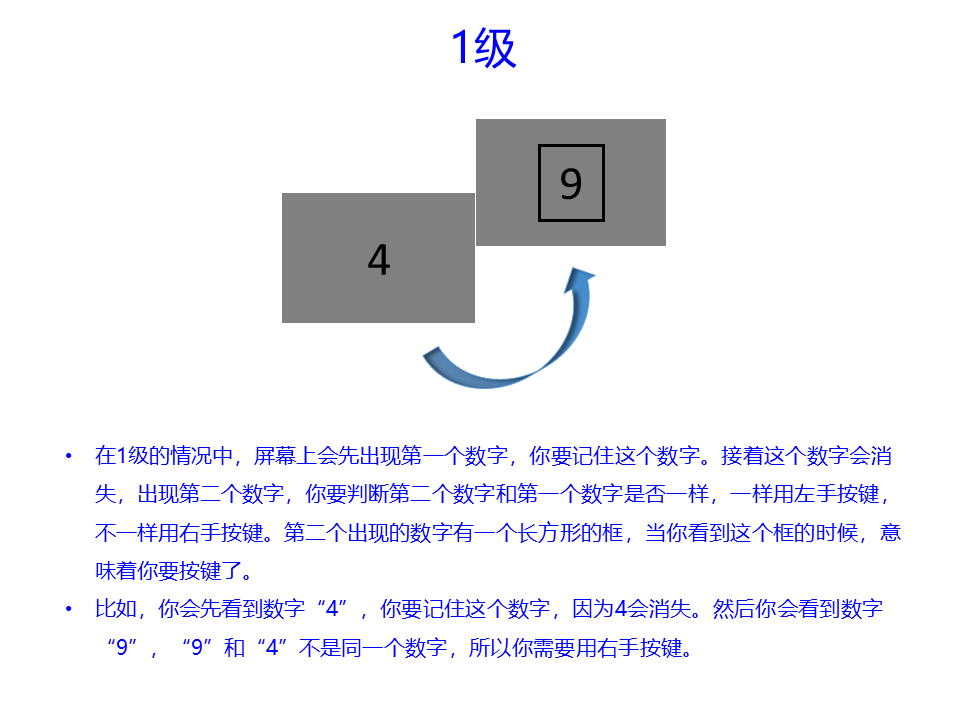 1级
9
4
• 在1级的情况中，屏幕上会先出现第一个数字，你要记住这个数字。接着这个数字会消
失，出现第二个数字，你要判断第二个数字和第一个数字是否一样，一样用左手按键，
不一样用右手按键。第二个出现的数字有一个长方形的框，当你看到这个框的时候，意
味着你要按键了。
• 比如，你会先看到数字“4”，你要记住这个数字，因为4会消失。然后你会看到数字
“9”，“9”和“4”不是同一个数字，所以你需要用右手按键。